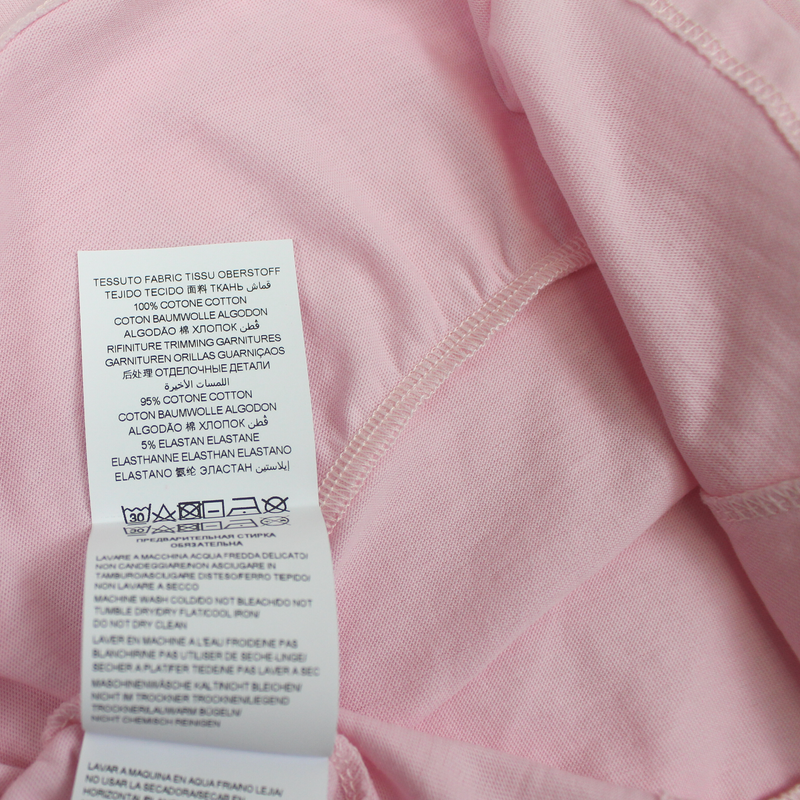 TESSUTO FABRIC TISSU OBERSTOFF
TEJIDO TECIDO 面料 ТКАНЬ قماش
100% COTONE COTTON
COTON BAUMWOLLE ALGODON
ALGODÃO 棉 ХЛОПОК قُطن
RIFINITURE TRIMMING GARNITURES
GARNITUREN ORILLAS GUARNIÇAOS
后处理 ОТДЕЛОЧНЫЕ ДЕТАЛИ
اللمسات الأخيرة
95% COTONE COTTON
COTON BAUMWOLLE ALGODON
ALGODÃO 棉 ХЛОПОК قُطن
5% ELASTAN ELASTANE
ELASTHANNE ELASTHAN ELASTANO
ELASTANO 氨纶 ЭЛАСТАН إيلاستين
30
30
ПРЕДВАРИТЕЛЬНАЯ СТИРКА
ОБЯЗАТЕЛЬНА
LAVARE A MACCHINA ACQUA FREDDA DELICATO/
NON CANDEGGIARE/NON ASCIUGARE IN
TAMBURO/ASCIUGARE DISTESO/FERRO TEPIDO/
NON LAVARE A SECCO
MACHINE WASH COLD/DO NOT BLEACH/DO NOT
TUMBLE DRY/DRY FLAT/COOL IRON/
DO NOT DRY CLEAN
LAVER EN MACHINE A L'EAU FROIDE/NE PAS
BLANCHIR/NE PAS UTILISER DE SECHE-LINGE/
SECHER A PLAT/FER TIEDE/NE PAS LAVER A SEC
MASCHINENWÄSCHE KALT/NICHT BLEICHEN/
NICHT IM TROCKNER TROCKNEN/LIEGEND
TROCKNEN/LAUWARM BÜGELN/
NICHT CHEMISCH REINIGEN
LAVAR A MAQUINA EN AQUA FRIA/NO LEJIA/
NO USAR LA SECADORA/SECAR EN